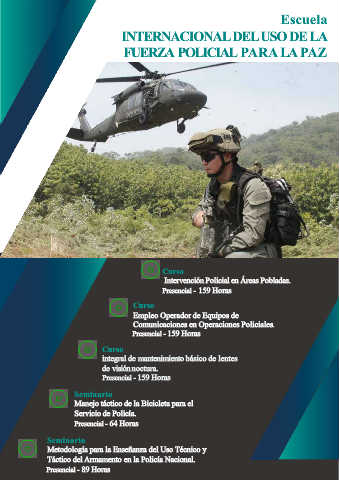 Escuela
INTERNACIONAL DEL USO DE LA
FUERZA POLICIAL PARA LA PAZ
Curso
Intervención Policial en Áreas Pobladas.
Presencial - 159 Horas
Curso
Empleo Operador de Equipos de
Comunicaciones en Operaciones Policiales.
Presencial - 159 Horas
Curso
integral de mantenimiento básico de lentes
de visión noctura.
Presencial - 159 Horas
Seminario
Manejo táctico de la Bicicleta para el
Servicio de Policía.
Presencial - 64 Horas
Seminario
Metodología para la Enseñanza del Uso Técnico y
Táctico del Armamento en la Policía Nacional.
Presencial - 89 Horas